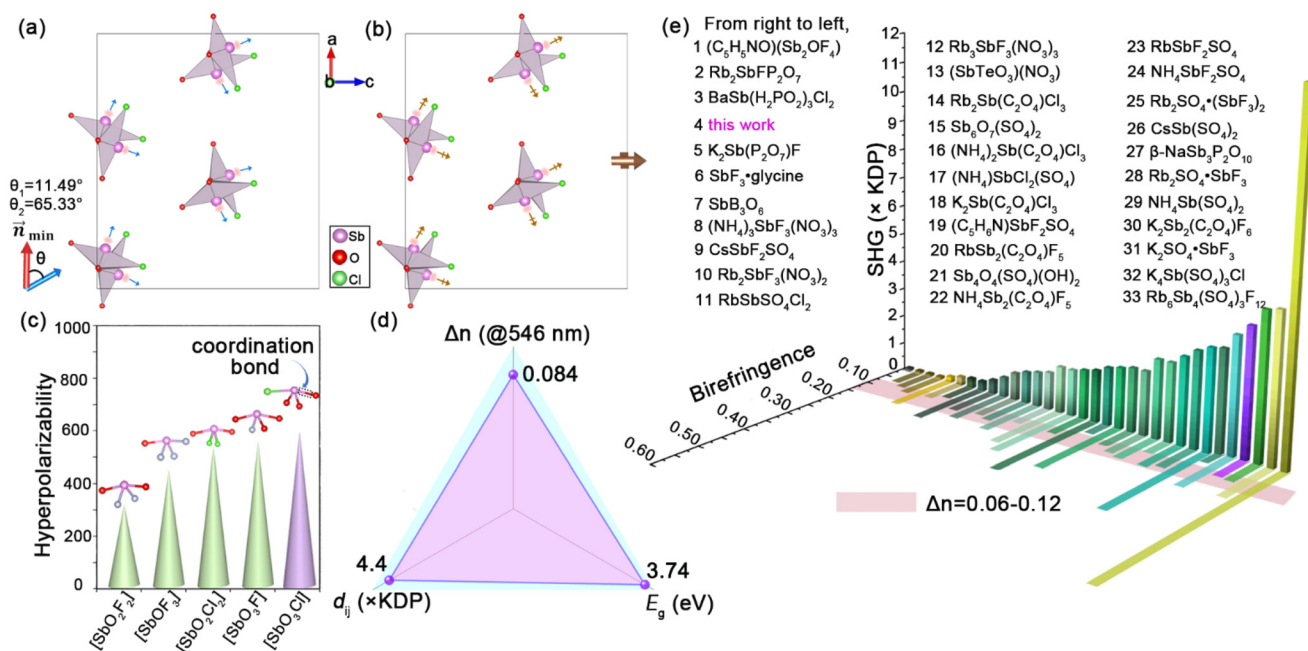 (a)
a
b
c
θ₁=11.49°
θ₂=65.33°
n⃗ min
θ
Sb
O
Cl
(b)
(c)
Hyperpolarizability
1000
800
600
400
200
0
coordination
bond
[SbO₂F₂]
[SbOF₃]
[SbO₂Cl₂]
[SbO₃F]
[SbO₃Cl]
(d)
Δn (@546 nm)
0.084
4.4
dᵢⱼ (×KDP)
3.74
E_g (eV)
(e)
From right to left,
1 (C₅H₅NO)(Sb₂OF₄)
2 Rb₂SbFP₂O₇
3 BaSb(H₂PO₂)₃Cl₂
4 this work
5 K₂Sb(P₂O₇)F
6 SbF₃•glycine
7 SbB₃O₆
8 (NH₄)₃SbF₃(NO₃)₃
9 CsSbF₂SO₄
10 Rb₂SbF₃(NO₃)₂
11 RbSbSO₄Cl₂
12 Rb₃SbF₃(NO₃)₃
13 (SbTeO₃)(NO₃)
14 Rb₂Sb(C₂O₄)Cl₃
15 Sb₆O₇(SO₄)₂
16 (NH₄)₂Sb(C₂O₄)Cl₃
17 (NH₄)SbCl₂(SO₄)
18 K₂Sb(C₂O₄)Cl₃
19 (C₅H₆N)SbF₂SO₄
20 RbSb₂(C₂O₄)F₅
21 Sb₄O₄(SO₄)(OH)₂
22 NH₄Sb₂(C₂O₄)F₅
23 RbSbF₂SO₄
24 NH₄SbF₂SO₄
25 Rb₂SO₄•(SbF₃)₂
26 CsSb(SO₄)₂
27 β-NaSb₃P₂O₁₀
28 Rb₂SO₄•SbF₃
29 NH₄Sb(SO₄)₂
30 K₂Sb₂(C₂O₄)F₆
31 K₂SO₄•SbF₃
32 K₄Sb(SO₄)₃Cl
33 Rb₆Sb₄(SO₄)₃F₁₂
SHG (× KDP)
12
11
10
9
8
7
6
5
4
3
2
1
0
Birefringence
0.10
0.20
0.30
0.40
0.50
0.60
Δn=0.06-0.12